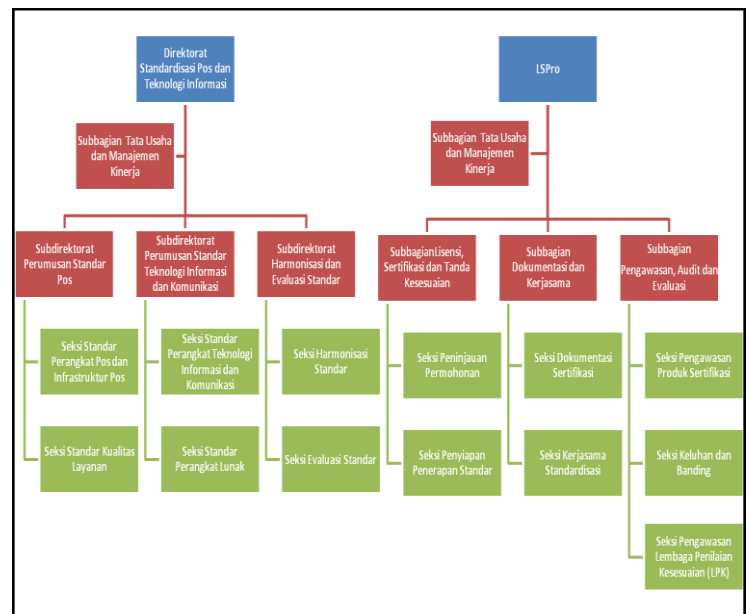 Direktorat
Standardisasi Pos dan
Teknologi Informasi
LSPro
Subbagian Tata Usaha
dan Manajemen
Kinerja
Subbagian Tata Usaha
dan Manajemen
Kinerja
Subdirektorat
Perumusan Standar
Pos
Subdirektorat
Perumusan Standar
Teknologi Informasi
dan Komunikasi
Subdirektorat
Harmonisasi dan
Evaluasi Standar
SubbagianLisensi,
Sertifikasi dan Tanda
Kesesuaian
Subbagian
Dokumentasi dan
Kerjasama
Subbagian
Pengawasan, Audit dan
Evaluasi
Seksi Standar
Perangkat Pos dan
Infrastruktur Pos
Seksi Standar
Perangkat Teknologi
Informasi dan
Komunikasi
Seksi Harmonisasi
Standar
Seksi Peninjauan
Permohonan
Seksi Dokumentasi
Sertifikasi
Seksi Pengawasan
Produk Sertifikasi
Seksi Standar Kualitas
Layanan
Seksi Standar
Perangkat Lunak
Seksi Evaluasi Standar
Seksi Penyiapan
Penerapan Standar
Seksi Kerjasama
Standardisasi
Seksi Keluhan dan
Banding
Seksi Pengawasan
Lembaga Penilaian
Kesesuaian (LPK)